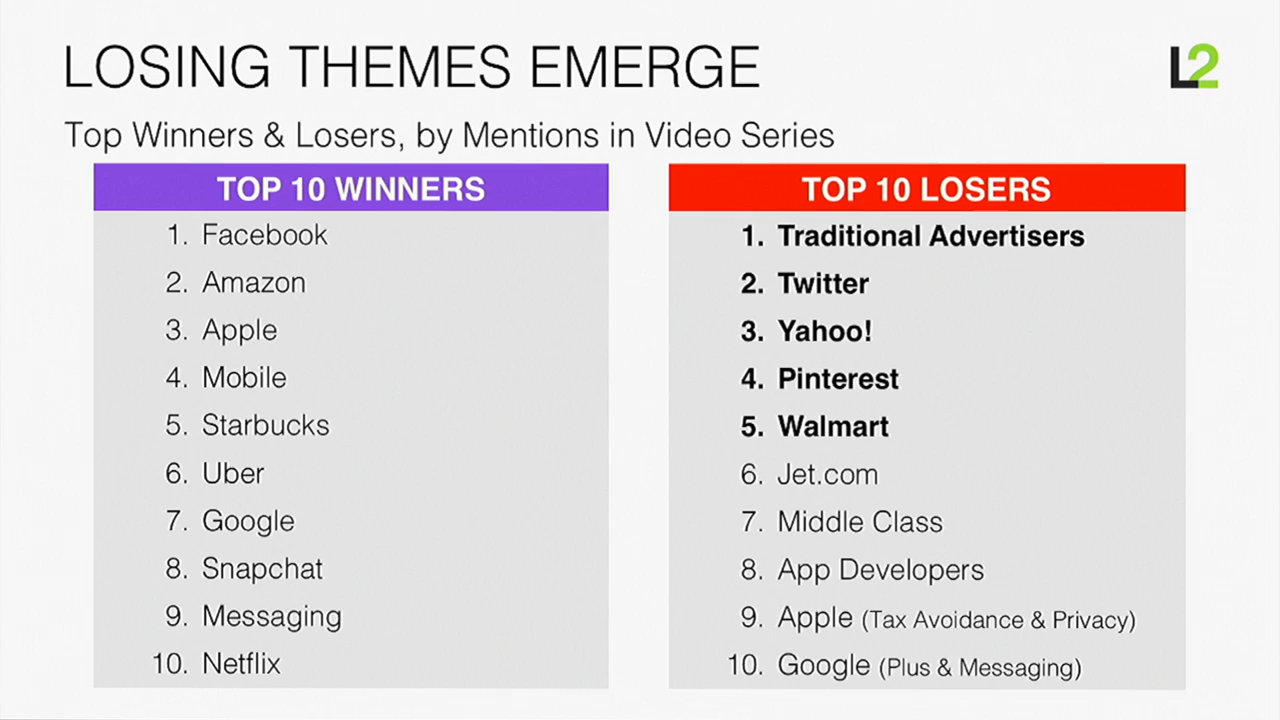 LOSING THEMES EMERGE
L2
Top Winners & Losers, by Mentions in Video Series
TOP 10 WINNERS
1. Facebook
2. Amazon
3. Apple
4. Mobile
5. Starbucks
6. Uber
7. Google
8. Snapchat
9. Messaging
10. Netflix
TOP 10 LOSERS
1. Traditional Advertisers
2. Twitter
3. Yahoo!
4. Pinterest
5. Walmart
6. Jet.com
7. Middle Class
8. App Developers
9. Apple (Tax Avoidance & Privacy)
10. Google (Plus & Messaging)